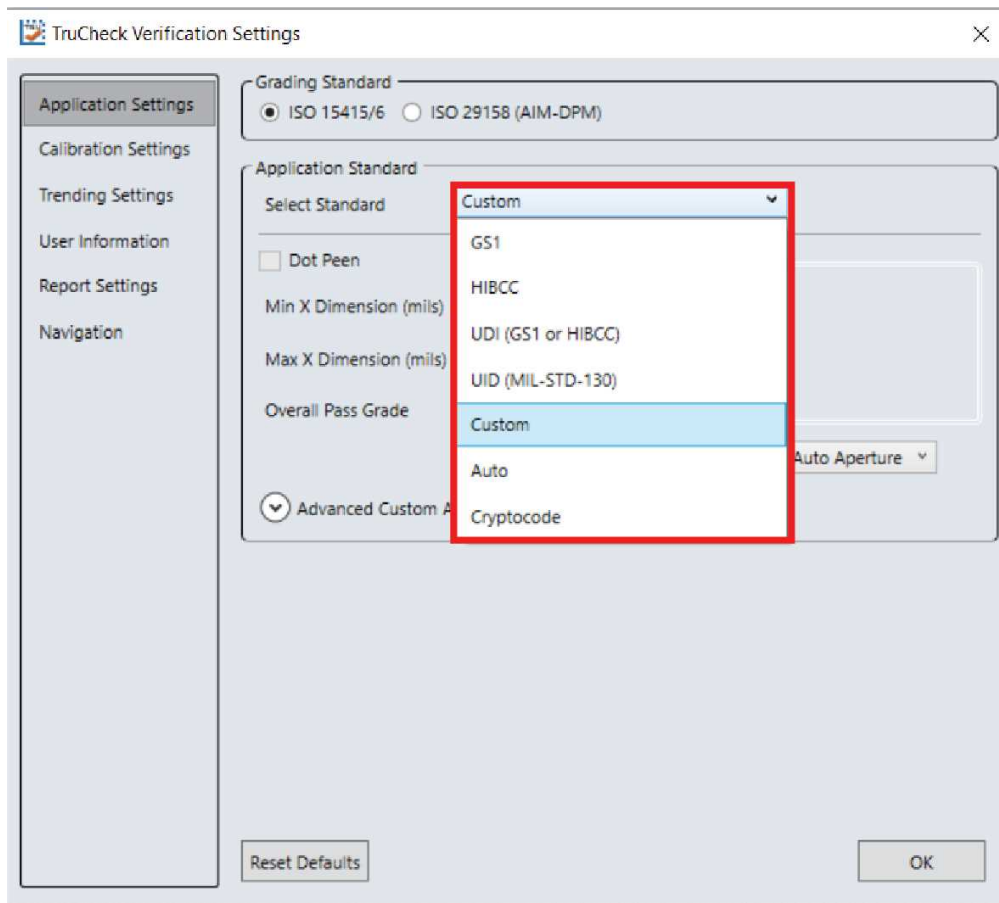 TruCheck Verification Settings
Application Settings
Calibration Settings
Trending Settings
User Information
Report Settings
Navigation
Grading Standard
ISO 15415/6 ISO 29158 (AIM-DPM)
Application Standard
Select Standard Custom
GS1
HIBCC
UDI (GS1 or HIBCC)
UID (MIL-STD-130)
Custom
Auto
Cryptocode
Dot Peen
Min X Dimension (mils)
Max X Dimension (mils)
Overall Pass Grade
Auto Aperture
Advanced Custom A
Reset Defaults
OK